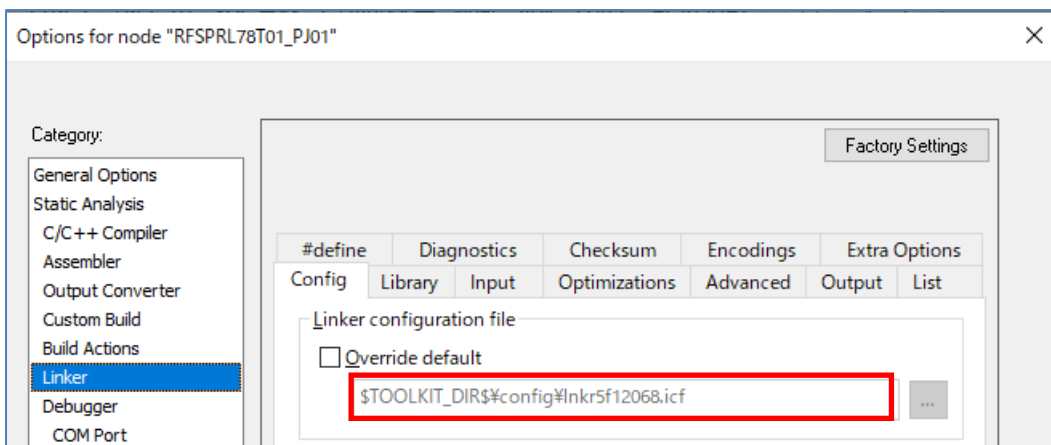 Options for node "RFSPRL78T01_PJ01"
Category:
General Options
Static Analysis
C/C++ Compiler
Assembler
Output Converter
Custom Build
Build Actions
Linker
Debugger
COM Port
Factory Settings
#define Diagnostics Checksum Encodings Extra Options
Config Library Input Optimizations Advanced Output List
Linker configuration file
Override default
$TOOLKIT_DIR$¥config¥lnkr5f12068.icf
...